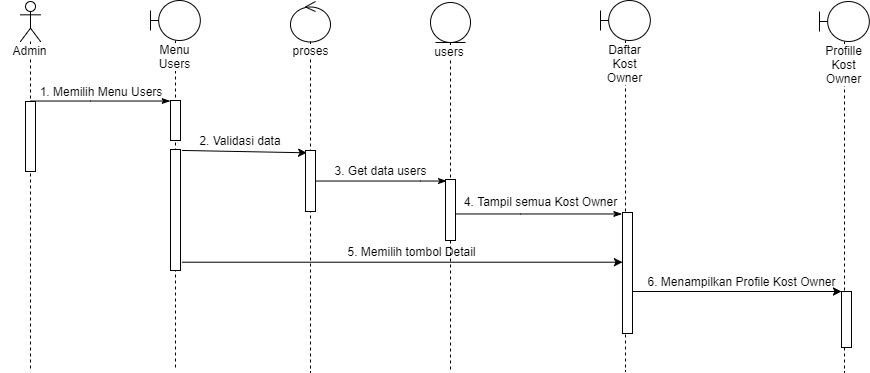 Admin
Menu
Users
proses
users
Daftar
Kost
Owner
Profille
Kost
Owner
1. Memilih Menu Users
2. Validasi data
3. Get data users
4. Tampil semua Kost Owner
5. Memilih tombol Detail
6. Menampilkan Profile Kost Owner